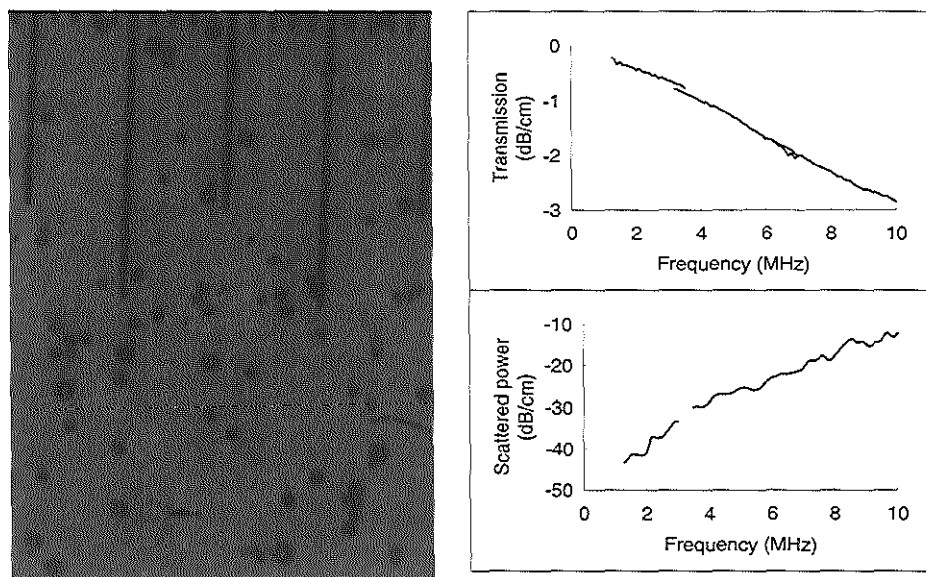 0
-1
-2
-3
Transmission
(dB/cm)
0 2 4 6 8 10
Frequency (MHz)
-10
-20
-30
-40
-50
Scattered power
(dB/cm)
0 2 4 6 8 10
Frequency (MHz)